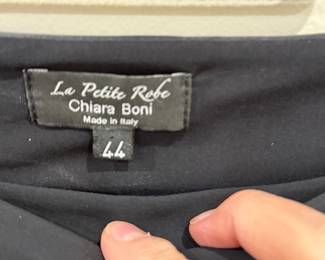 La Petite Robe
Chiara Boni
Made in Italy
44